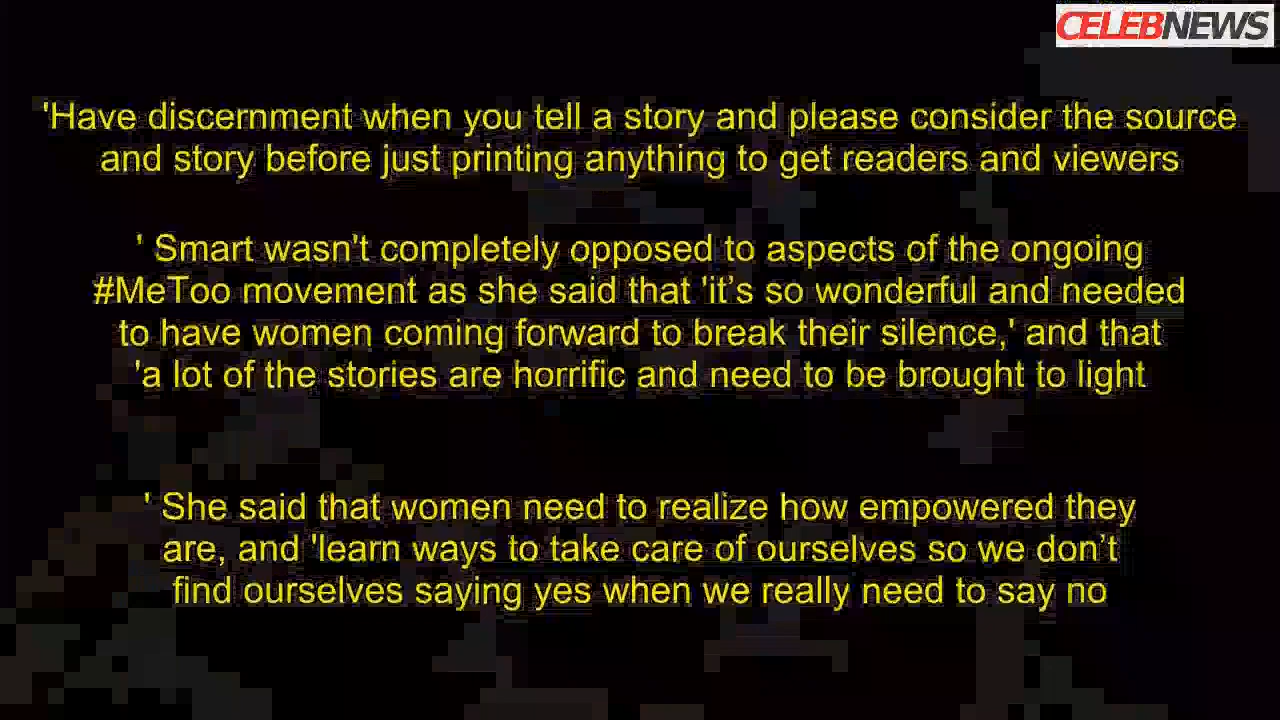 CELEBNEWS
'Have discernment when you tell a story and please consider the source
and story before just printing anything to get readers and viewers
' Smart wasn't completely opposed to aspects of the ongoing
#MeToo movement as she said that 'it’s so wonderful and needed
to have women coming forward to break their silence,' and that
'a lot of the stories are horrific and need to be brought to light
' She said that women need to realize how empowered they
are, and 'learn ways to take care of ourselves so we don’t
find ourselves saying yes when we really need to say no